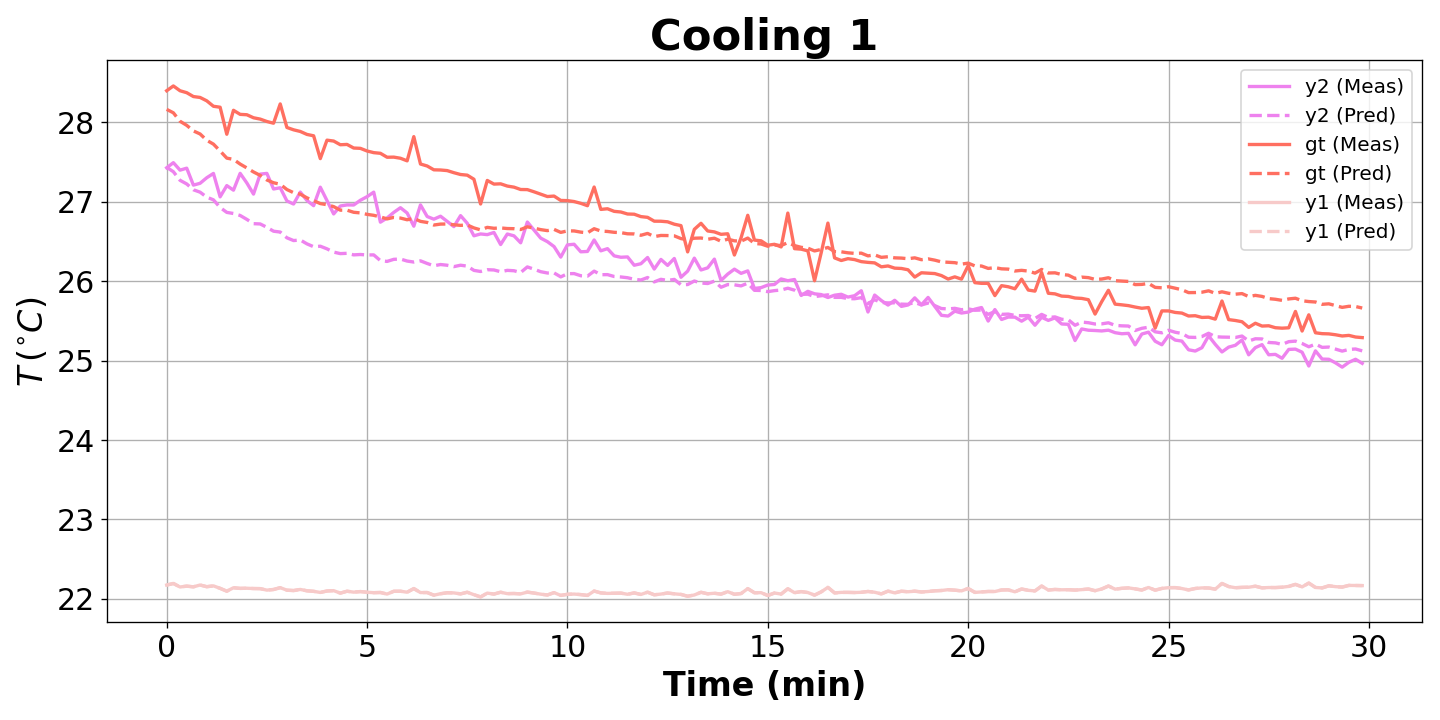 Cooling 1
T (°C)
28
27
26
25
24
23
22
y2 (Meas)
y2 (Pred)
gt (Meas)
gt (Pred)
y1 (Meas)
y1 (Pred)
0 5 10 15 20 25 30
Time (min)